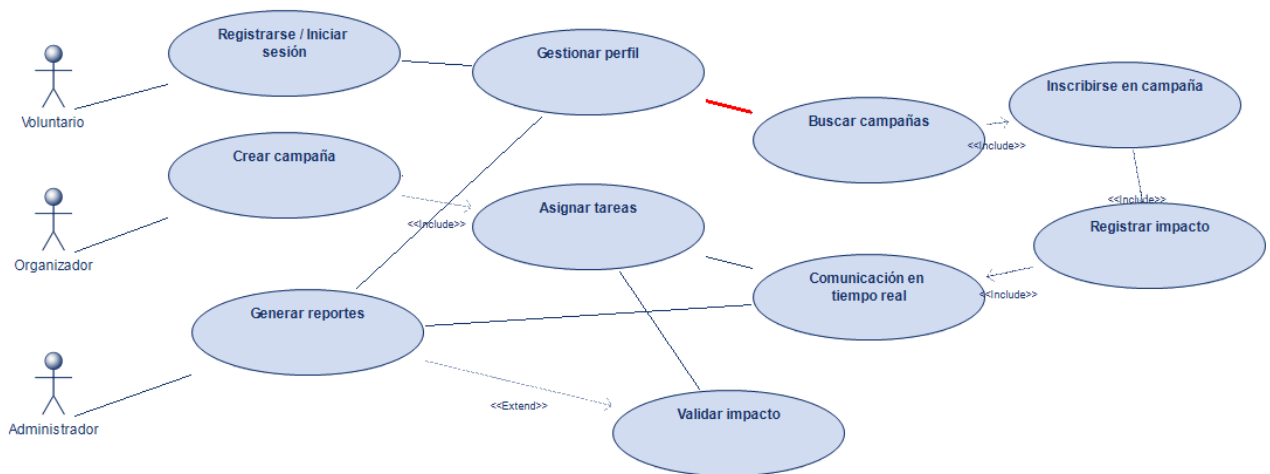 Registrarse / Iniciar
sesión
Gestionar perfil
Inscribirse en campaña
Voluntario
Buscar campañas
<<Include>>
Crear campaña
Asignar tareas
<<Include>>
<<Include>>
Registrar impacto
Organizador
Comunicación en
tiempo real
<<Include>>
Generar reportes
<<Extend>>
Validar impacto
Administrador